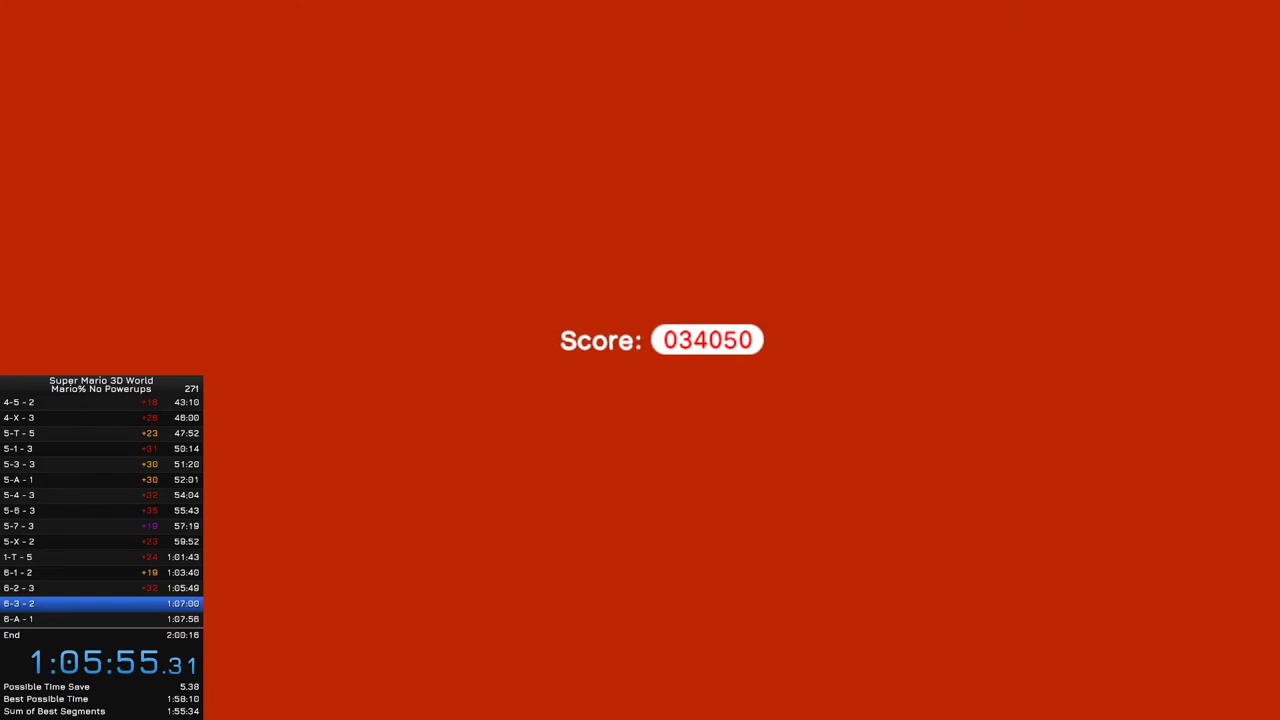 Score: 034050
Super Mario 3D World
Mario% No Powerups 271
4-5 - 2 +18 43:10
4-X - 3 +26 46:00
5-T - 5 +23 47:52
5-1 - 3 +31 50:14
5-3 - 3 +30 51:20
5-A - 1 +30 52:01
5-4 - 3 +32 54:04
5-6 - 3 +35 55:43
5-7 - 3 +19 57:19
5-X - 2 +23 59:52
1-T - 5 +24 1:01:43
6-1 - 2 +19 1:03:40
6-2 - 3 +32 1:05:49
6-3 - 2 1:07:00
6-A - 1 1:07:56
End 2:00:16
1:05:55.31
Possible Time Save 5.38
Best Possible Time 1:58:10
Sum of Best Segments 1:55:34